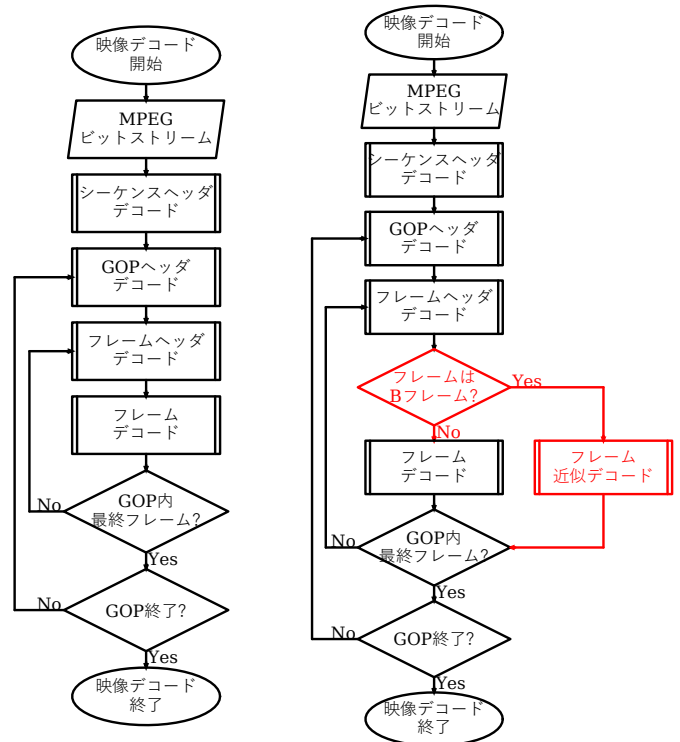 映像デコード
開始
MPEG
ビットストリーム
シーケンスヘッダ
デコード
GOPヘッダ
デコード
フレームヘッダ
デコード
フレーム
デコード
GOP内
最終フレーム?
No
Yes
GOP終了?
No
Yes
映像デコード
終了
映像デコード
開始
MPEG
ビットストリーム
シーケンスヘッダ
デコード
GOPヘッダ
デコード
フレームヘッダ
デコード
フレームは
Bフレーム?
Yes
No
フレーム
デコード
フレーム
近似デコード
GOP内
最終フレーム?
No
Yes
GOP終了?
No
Yes
映像デコード
終了